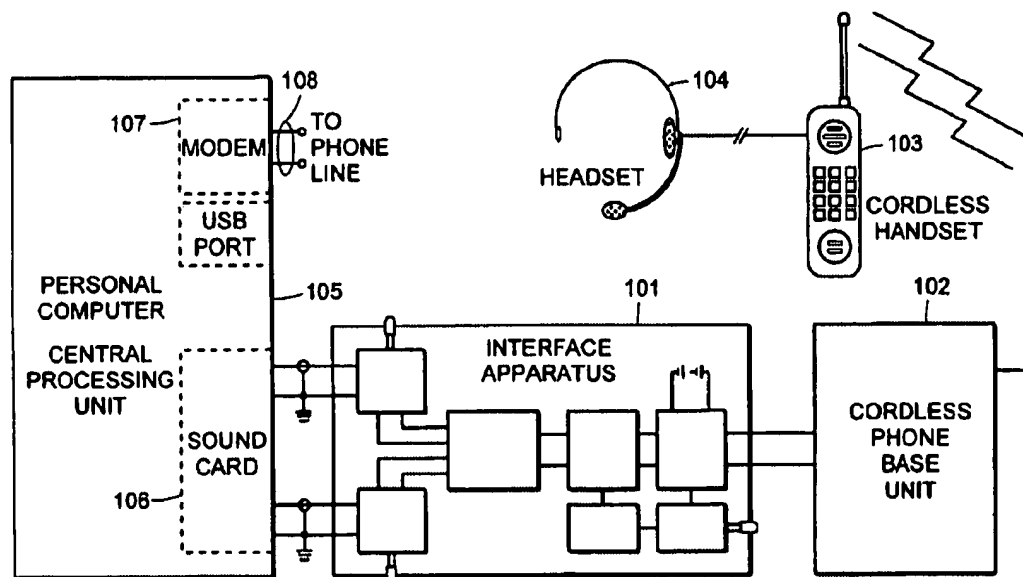 107
108
MODEM
TO
PHONE
LINE
USB
PORT
PERSONAL
COMPUTER
105
CENTRAL
PROCESSING
UNIT
SOUND
CARD
106
104
HEADSET
103
CORDLESS
HANDSET
101
INTERFACE
APPARATUS
102
CORDLESS
PHONE
BASE
UNIT